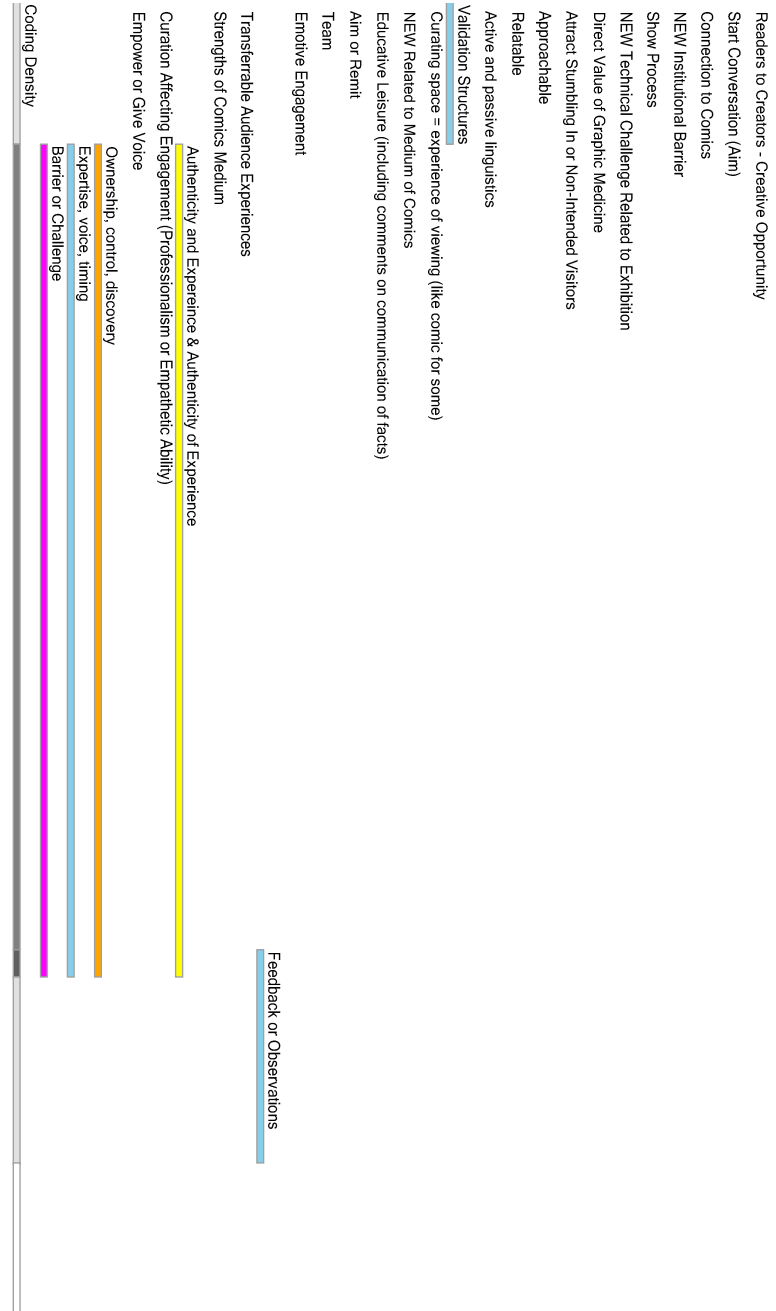 Readers to Creators - Creative Opportunity
Start Conversation (Aim)
Connection to Comics
NEW Institutional Barrier
Show Process
NEW Technical Challenge Related to Exhibition
Direct Value of Graphic Medicine
Attract Stumbling In or Non-Intended Visitors
Approachable
Relatable
Active and passive linguistics
Validation Structures
Curating space = experience of viewing (like comic for some)
NEW Related to Medium of Comics
Educative Leisure (including comments on communication of facts)
Aim or Remit
Team
Emotive Engagement
Feedback or Observations
Transferrable Audience Experiences
Strengths of Comics Medium
Authenticity and Expereince & Authenticity of Experience
Curation Affecting Engagement (Professionalism or Empathetic Ability)
Empower or Give Voice
Ownership, control, discovery
Expertise, voice, timing
Barrier or Challenge
Coding Density